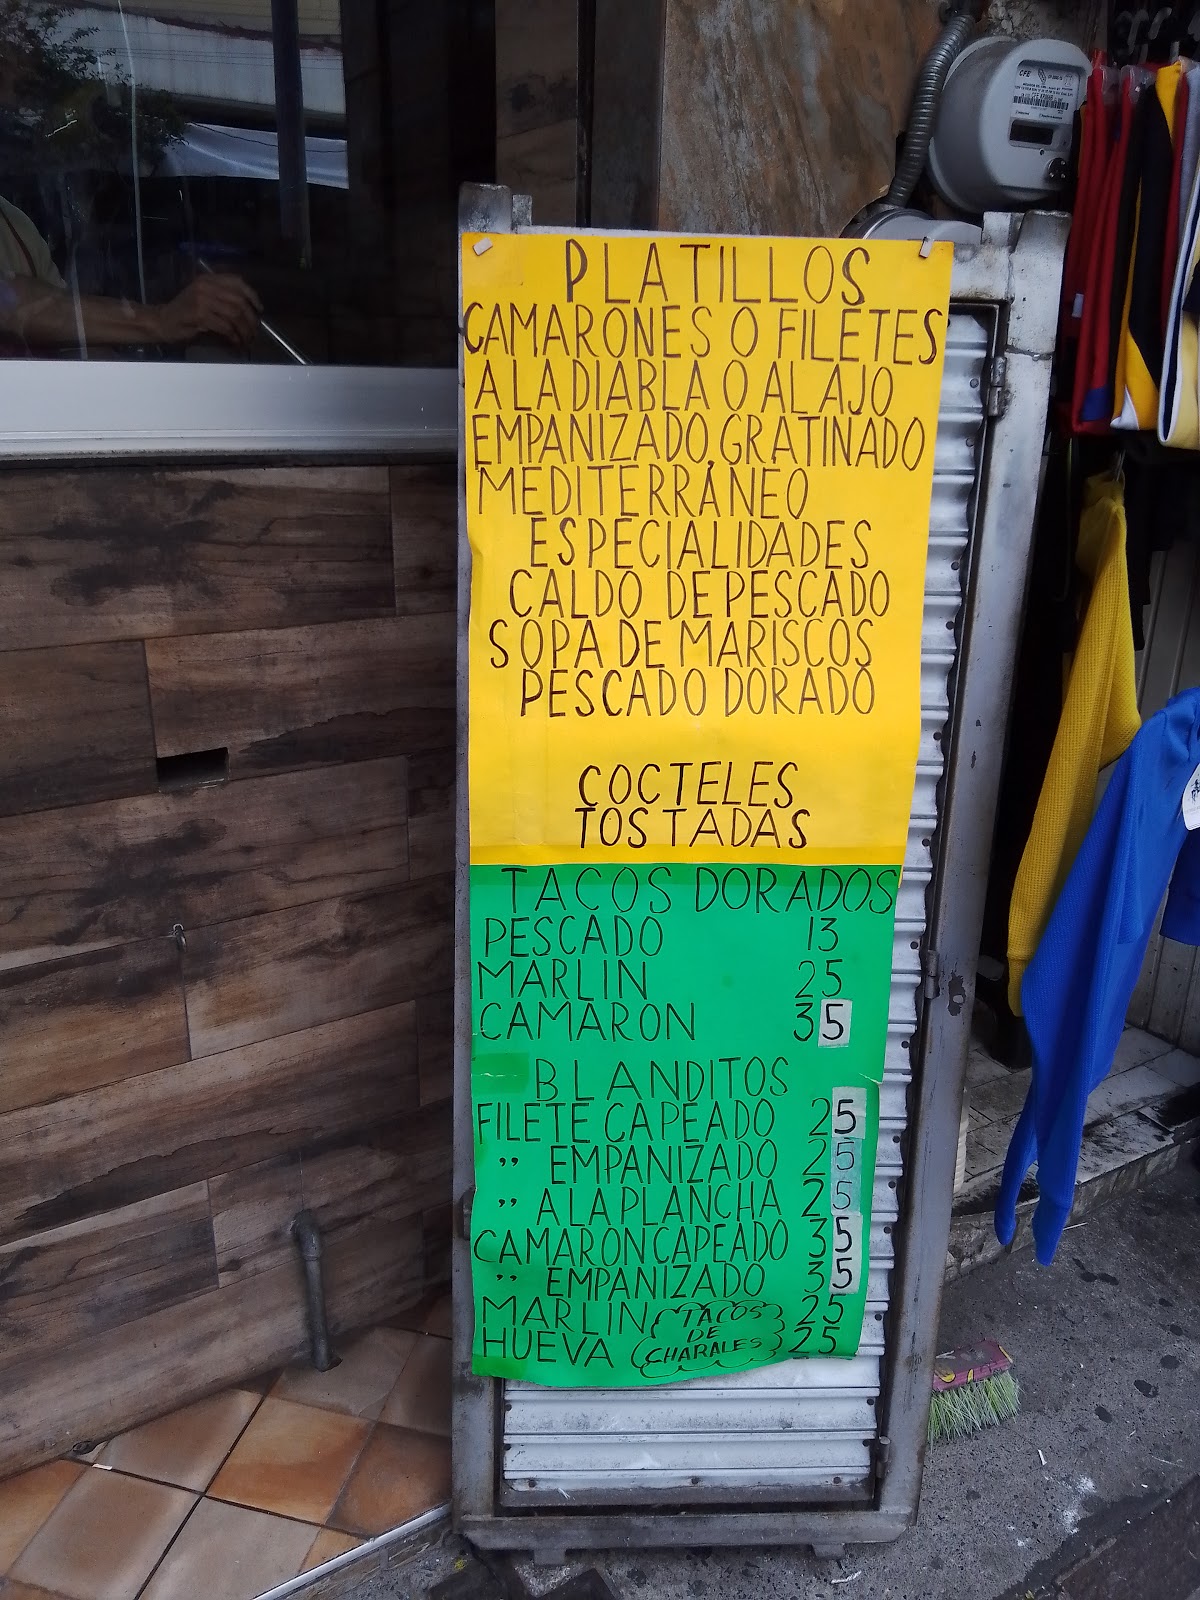 PLATILLOS
CAMARONES O FILETES
A LA DIABLA O AL AJO
EMPANIZADO, GRATINADO
MEDITERRÁNEO
ESPECIALIDADES
CALDO DE PESCADO
SOPA DE MARISCOS
PESCADO DORADO
COCTELES
TOSTADAS
TACOS DORADOS
PESCADO 13
MARLIN 25
CAMARON 35
BLANDITOS
FILETE CAPEADO 25
,, EMPANIZADO 25
,, A LA PLANCHA 25
CAMARON CAPEADO 35
,, EMPANIZADO 35
MARLIN 25
HUEVA 25
TACOS
DE
CHARALES
CFE